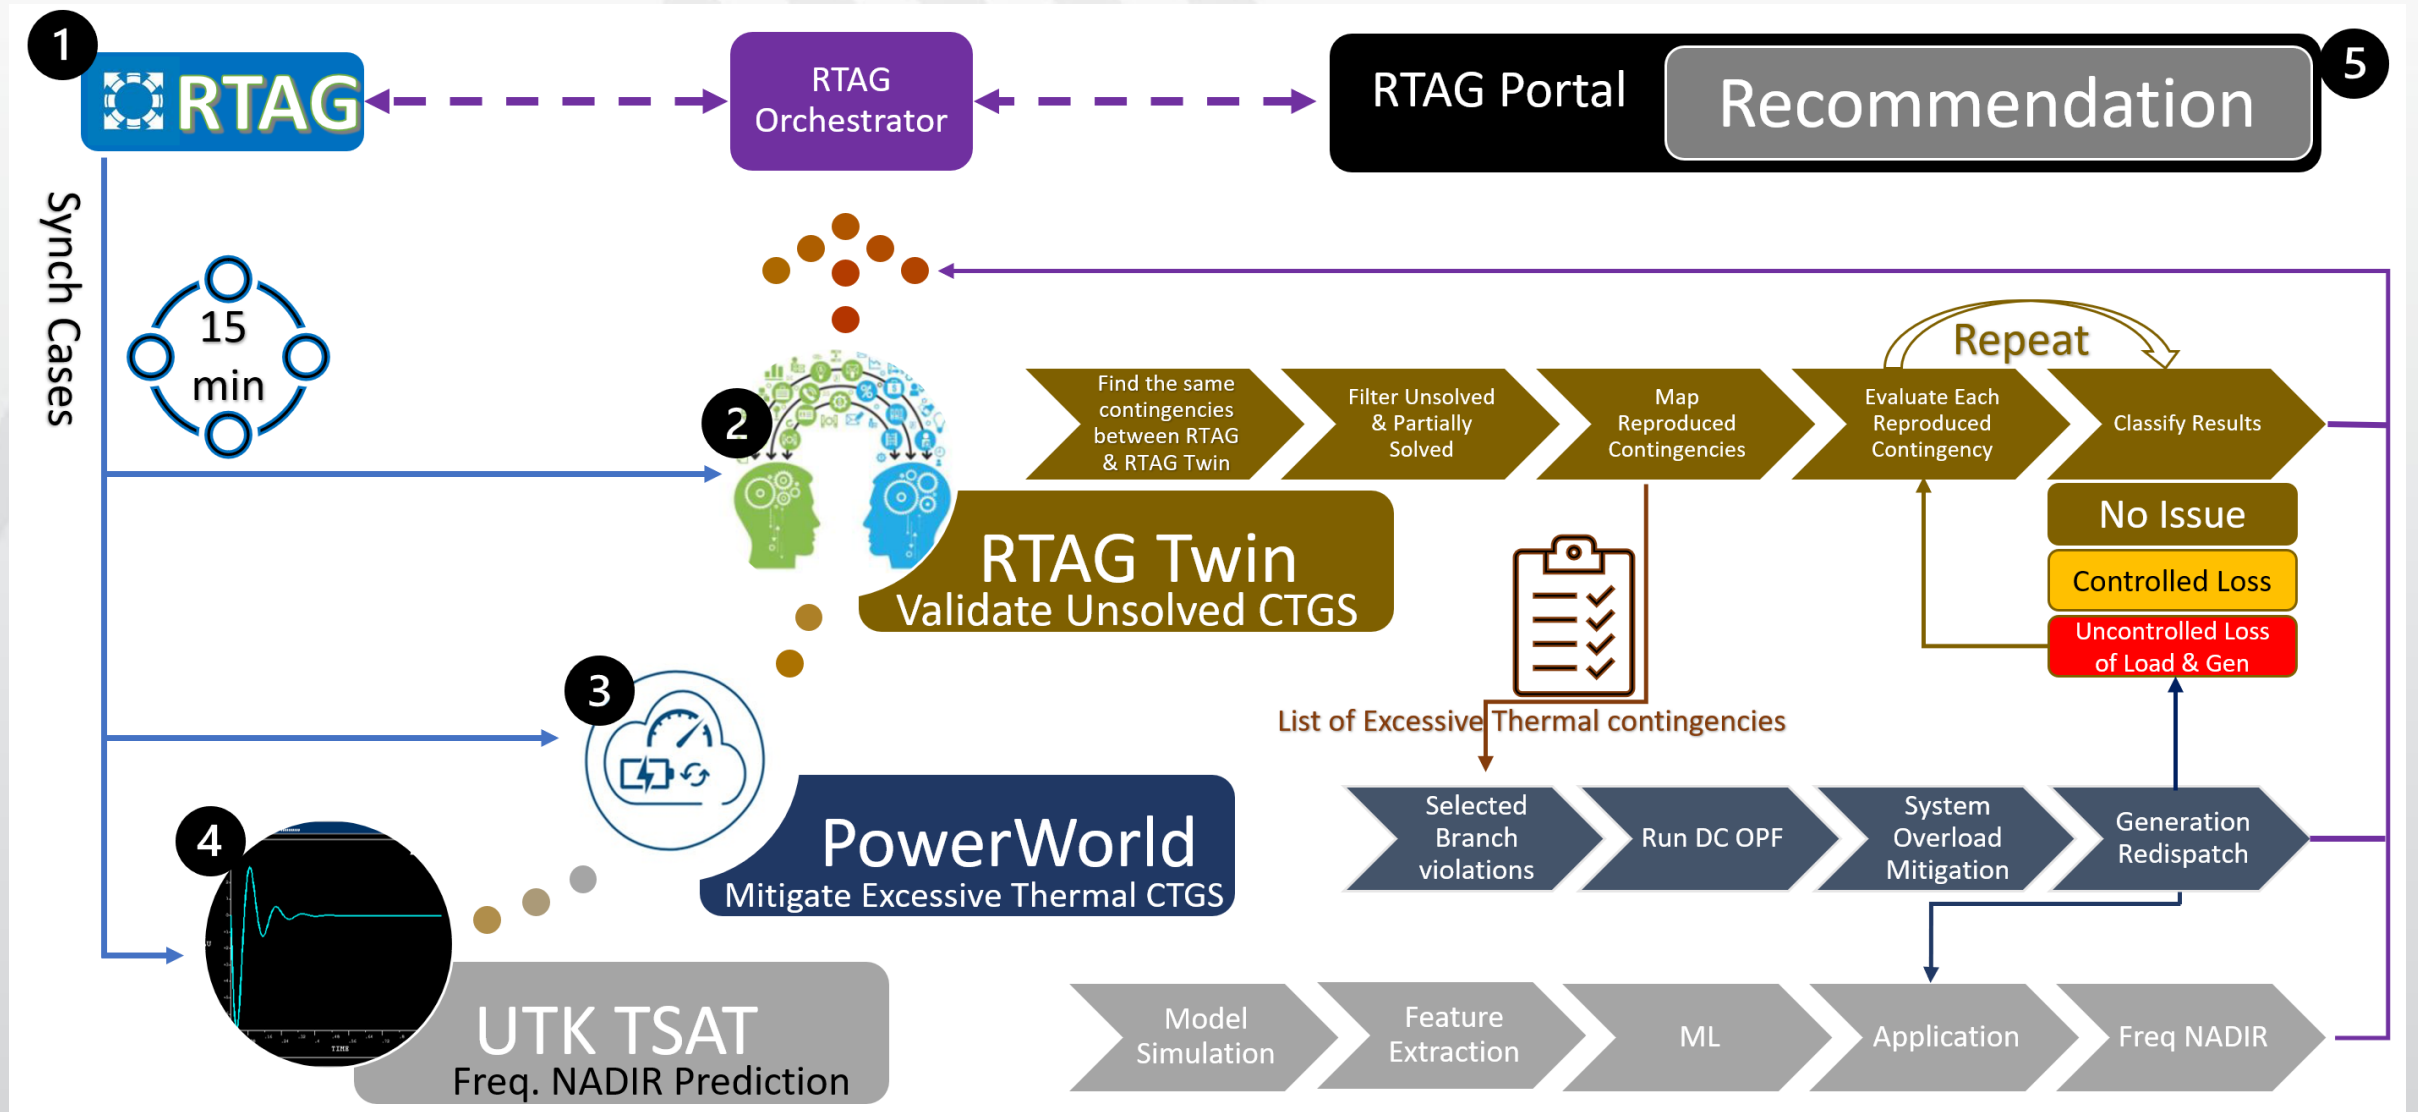 1
RTAG
RTAG
Orchestrator
RTAG Portal
Recommendation
5
Synch Cases
15
min
2
Find the same
contingencies
between RTAG
& RTAG Twin
Filter Unsolved
& Partially
Solved
Map
Reproduced
Contingencies
Repeat
Evaluate Each
Reproduced
Contingency
Classify Results
No Issue
Controlled Loss
Uncontrolled Loss
of Load & Gen
RTAG Twin
Validate Unsolved CTGS
List of Excessive Thermal contingencies
3
PowerWorld
Mitigate Excessive Thermal CTGS
Selected
Branch
violations
Run DC OPF
System
Overload
Mitigation
Generation
Redispatch
4
TIME
UTK TSAT
Freq. NADIR Prediction
Model
Simulation
Feature
Extraction
ML
Application
Freq NADIR